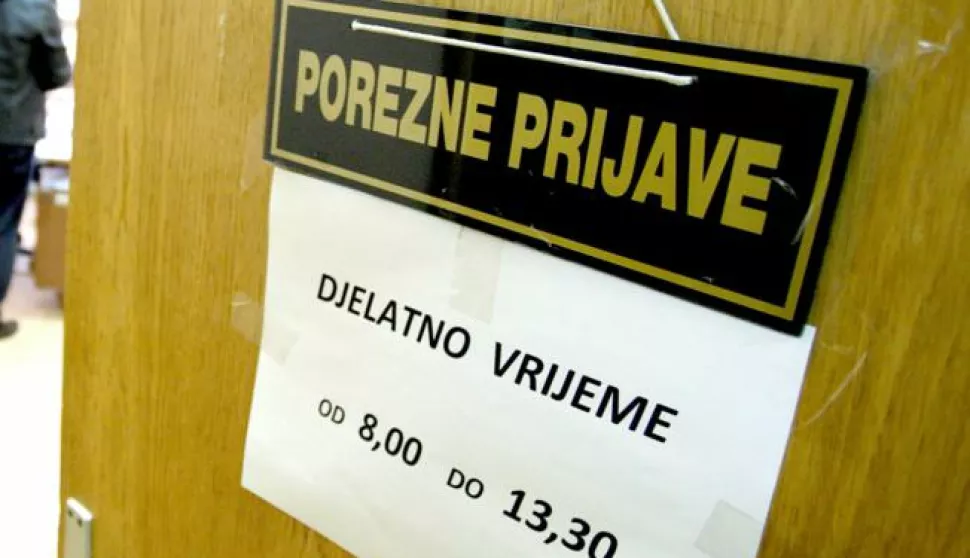 POREZNE PRIJAVE
DJELATNO VRIJEME
OD 8,00 DO 13,30